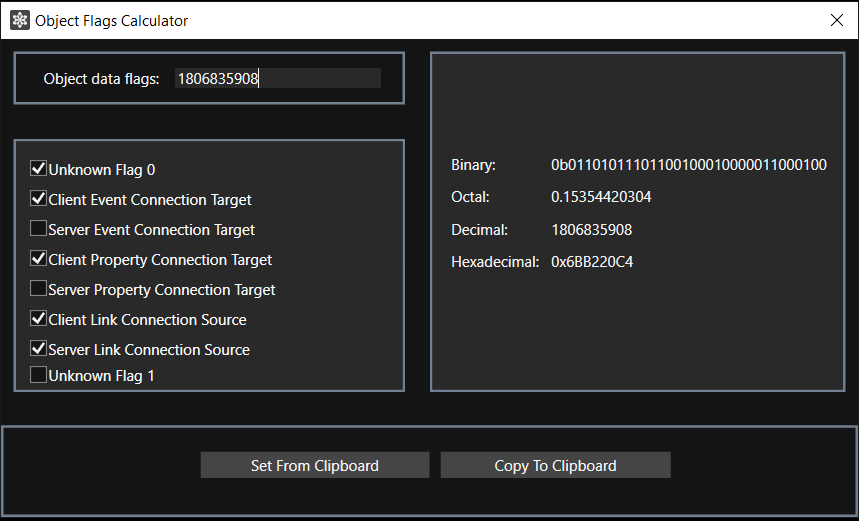 Object Flags Calculator
Object data flags: 1806835908
Unknown Flag 0
Client Event Connection Target
Server Event Connection Target
Client Property Connection Target
Server Property Connection Target
Client Link Connection Source
Server Link Connection Source
Unknown Flag 1
Binary: 0b01101011101100100010000011000100
Octal: 0.15354420304
Decimal: 1806835908
Hexadecimal: 0x6BB220C4
Set From Clipboard
Copy To Clipboard